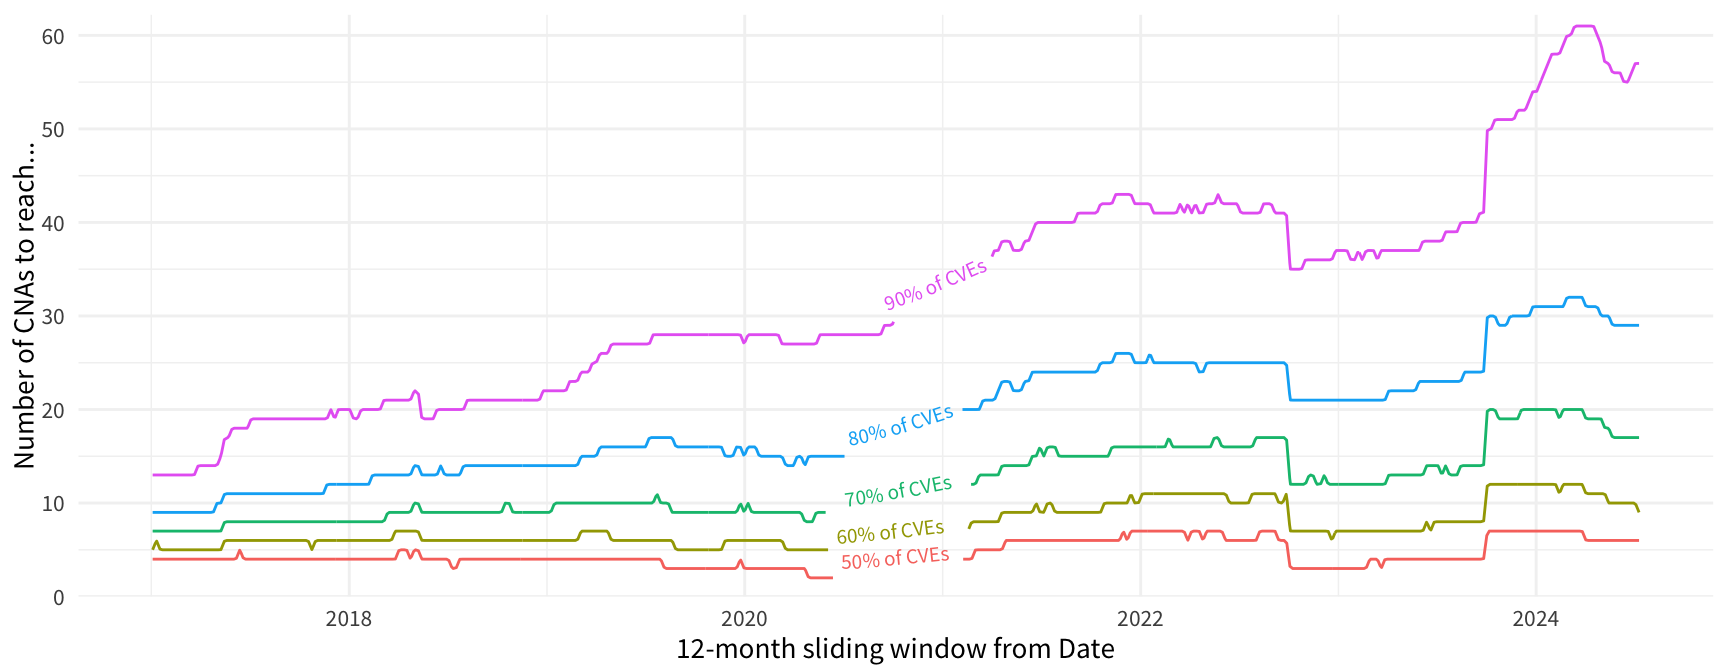 Number of CNAs to reach...
60
50
40
30
20
10
0
90% of CVEs
80% of CVEs
70% of CVEs
60% of CVEs
50% of CVEs
2018
2020
2022
2024
12-month sliding window from Date